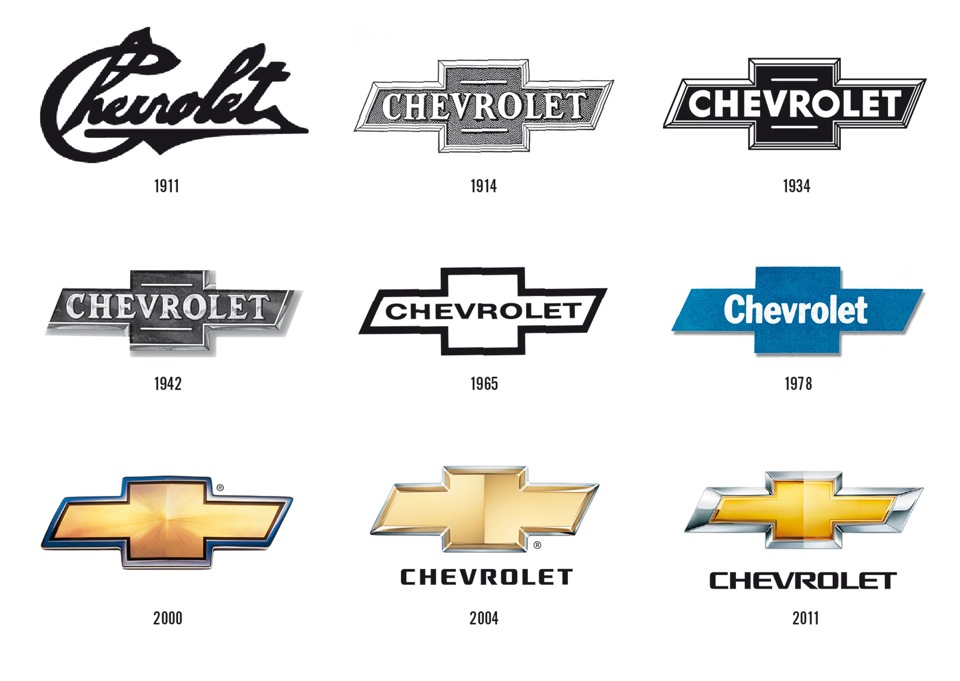 Chevrolet
1911
CHEVROLET
1914
CHEVROLET
1934
CHEVROLET
1942
CHEVROLET
1965
Chevrolet
1978
®
2000
®
CHEVROLET
2004
CHEVROLET
2011